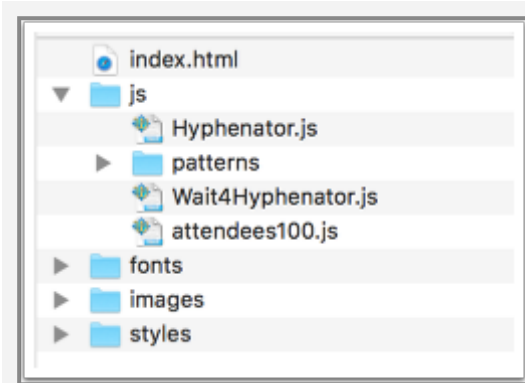 index.html
js
Hyphenator.js
patterns
Wait4Hyphenator.js
attendees100.js
fonts
images
styles